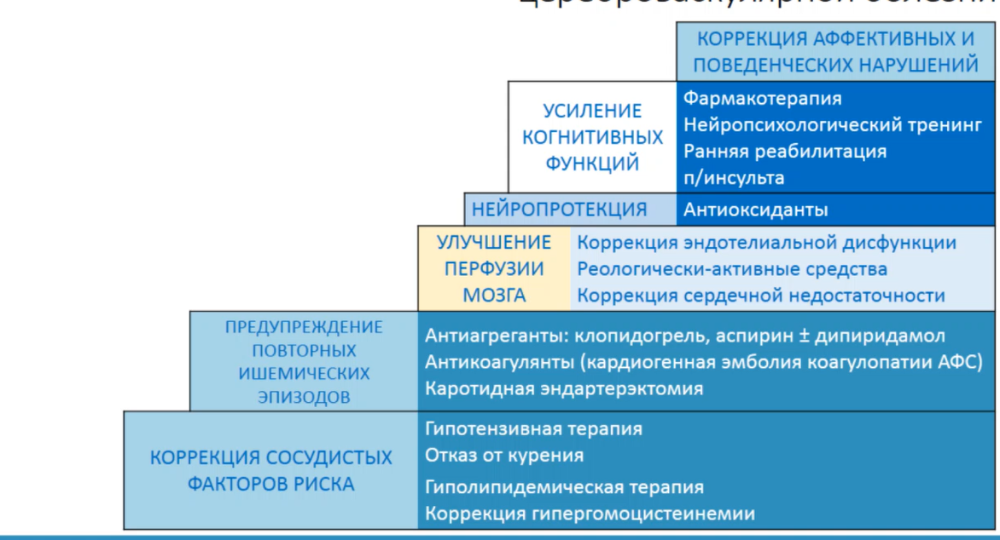 цереброваскулярной болезни
КОРРЕКЦИЯ АФФЕКТИВНЫХ И
ПОВЕДЕНЧЕСКИХ НАРУШЕНИЙ
УСИЛЕНИЕ
КОГНИТИВНЫХ
ФУНКЦИЙ
Фармакотерапия
Нейропсихологический тренинг
Ранняя реабилитация
п/инсульта
НЕЙРОПРОТЕКЦИЯ
Антиоксиданты
УЛУЧШЕНИЕ
ПЕРФУЗИИ
МОЗГА
Коррекция эндотелиальной дисфункции
Реологически-активные средства
Коррекция сердечной недостаточности
ПРЕДУПРЕЖДЕНИЕ
ПОВТОРНЫХ
ИШЕМИЧЕСКИХ
ЭПИЗОДОВ
Антиагреганты: клопидогрель, аспирин ± дипиридамол
Антикоагулянты (кардиогенная эмболия коагулопатии АФС)
Каротидная эндартерэктомия
КОРРЕКЦИЯ СОСУДИСТЫХ
ФАКТОРОВ РИСКА
Гипотензивная терапия
Отказ от курения
Гиполипидемическая терапия
Коррекция гипергомоцистеинемии